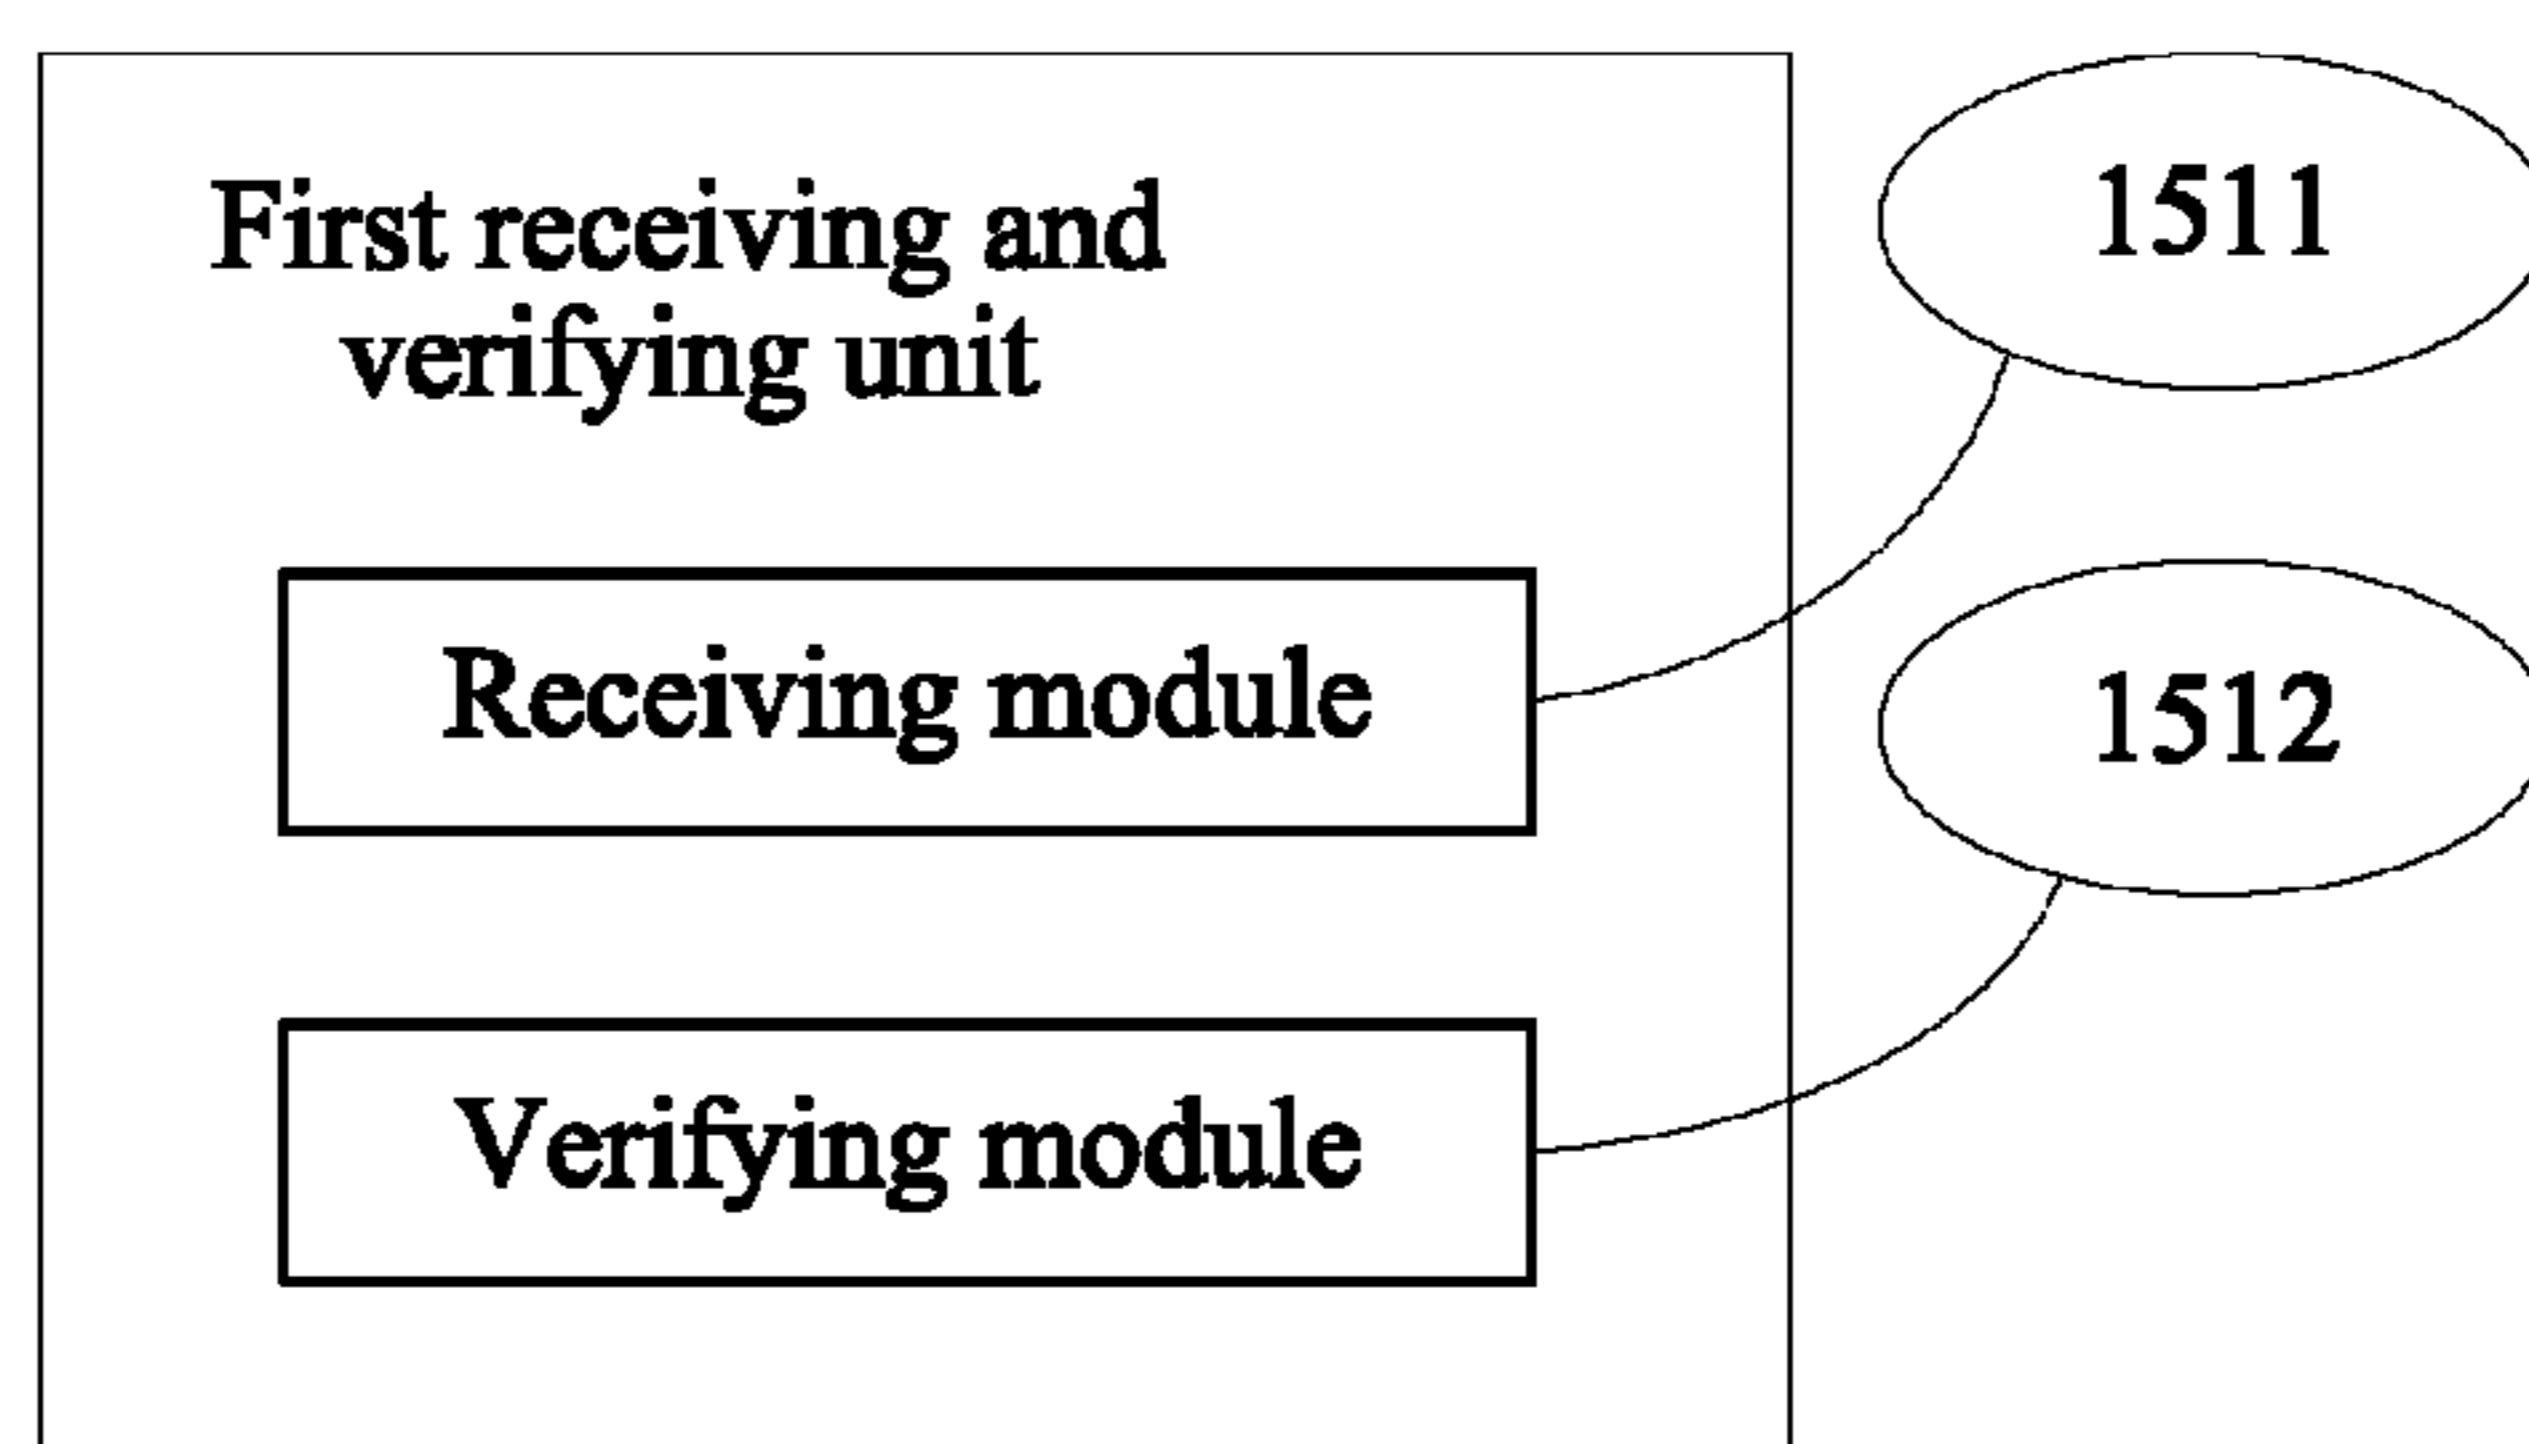 First receiving and
verifying unit
1511
Receiving module
1512
Verifying module